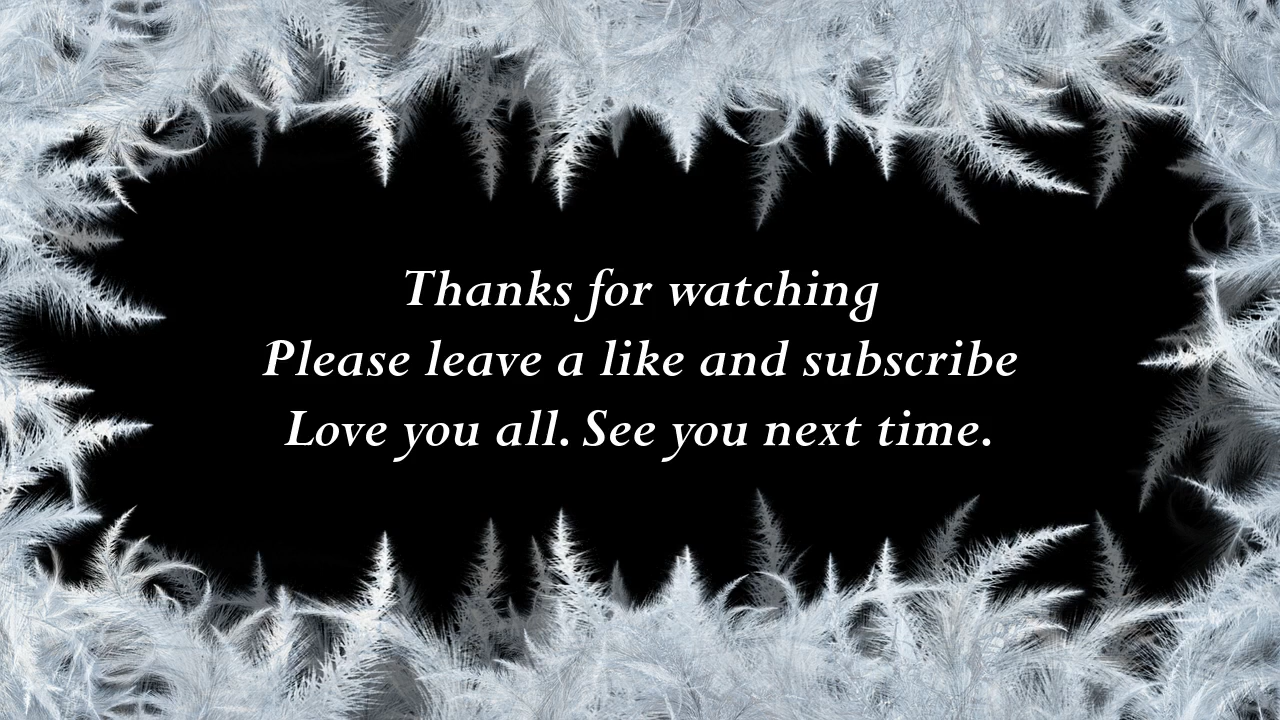 Thanks for watching
Please leave a like and subscribe
Love you all. See you next time.